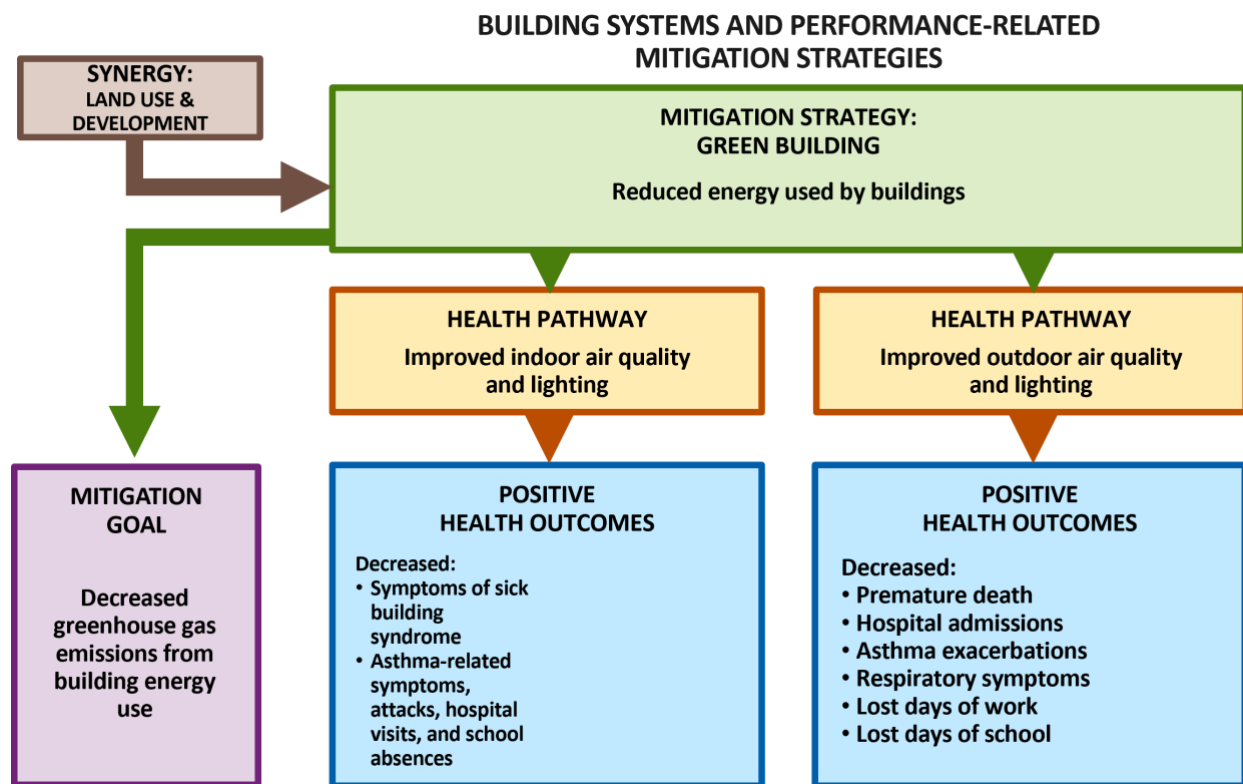 BUILDING SYSTEMS AND PERFORMANCE-RELATED
MITIGATION STRATEGIES
SYNERGY:
LAND USE &
DEVELOPMENT
MITIGATION STRATEGY:
GREEN BUILDING
Reduced energy used by buildings
HEALTH PATHWAY
Improved indoor air quality
and lighting
HEALTH PATHWAY
Improved outdoor air quality
and lighting
MITIGATION
GOAL
Decreased
greenhouse gas
emissions from
building energy
use
POSITIVE
HEALTH OUTCOMES
Decreased:
• Symptoms of sick
building
syndrome
• Asthma-related
symptoms,
attacks, hospital
visits, and school
absences
POSITIVE
HEALTH OUTCOMES
Decreased:
• Premature death
• Hospital admissions
• Asthma exacerbations
• Respiratory symptoms
• Lost days of work
• Lost days of school